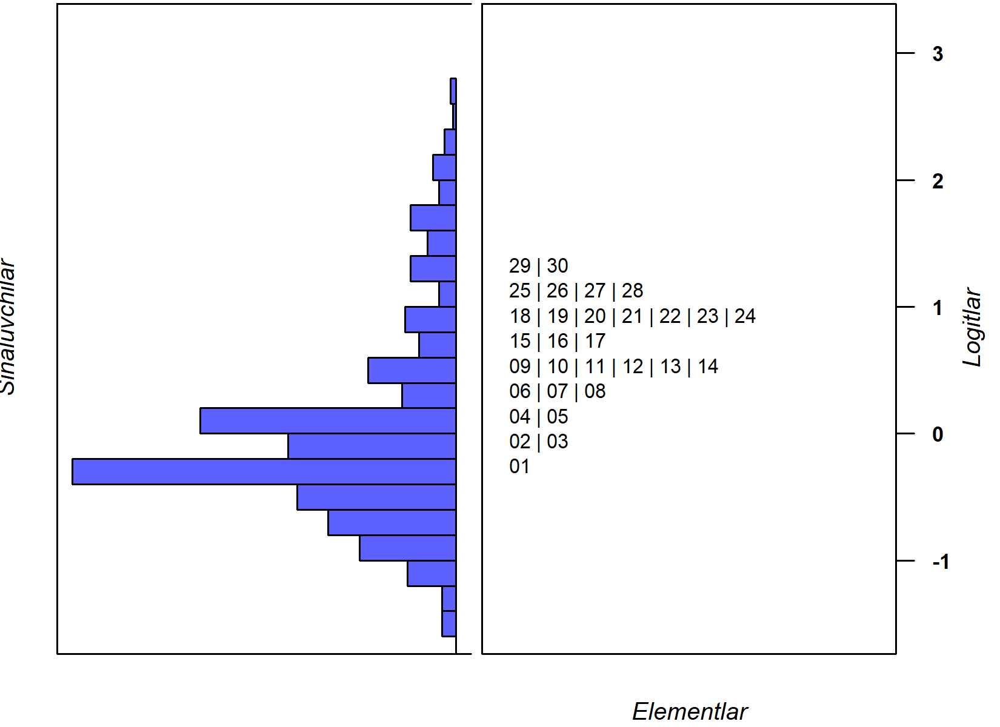 Sinaluvchilar
29 | 30
25 | 26 | 27 | 28
18 | 19 | 20 | 21 | 22 | 23 | 24
15 | 16 | 17
09 | 10 | 11 | 12 | 13 | 14
06 | 07 | 08
04 | 05
02 | 03
01
3
2
1
0
-1
Logitlar
Elementlar